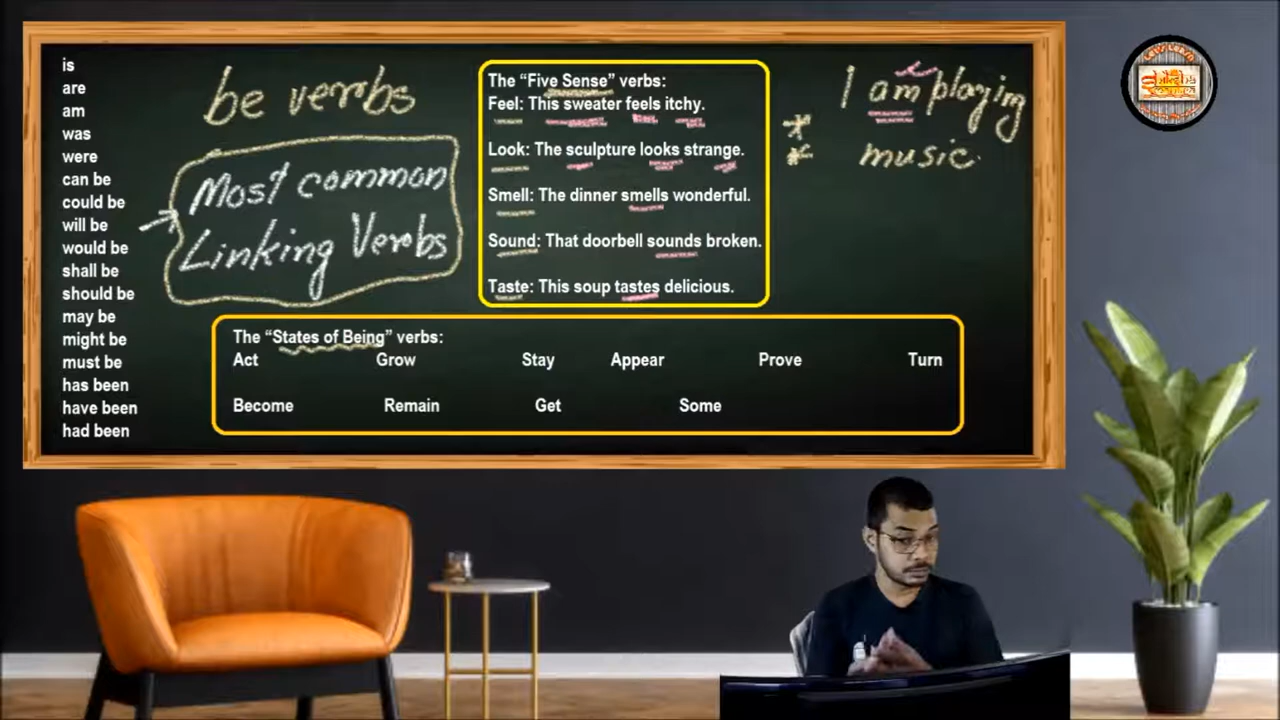 is
are
am
was
were
can be
could be
will be
would be
shall be
should be
may be
might be
must be
has been
have been
had been
be verbs
Most common
Linking Verbs
The “Five Sense” verbs:
Feel: This sweater feels itchy.
Look: The sculpture looks strange.
Smell: The dinner smells wonderful.
Sound: That doorbell sounds broken.
Taste: This soup tastes delicious.
I am playing
music.
The “States of Being” verbs:
Act Grow Stay Appear Prove Turn
Become Remain Get Some
Let's Learn